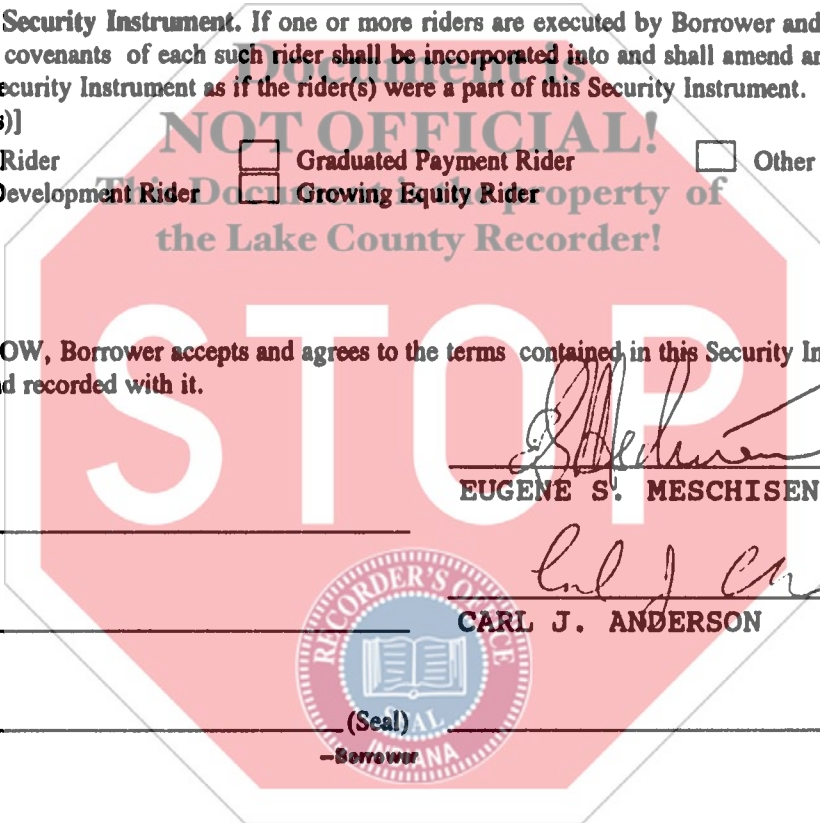 Security Instrument. If one or more riders are executed by Borrower and
covenants of each such rider shall be incorporated into and shall amend an
ecurity Instrument as if the rider(s) were a part of this Security Instrument.
s)]
Document is
NOT OFFICIAL!
This Document is the property of
the Lake County Recorder!
Rider Graduated Payment Rider Other
Development Rider Growing Equity Rider
STOP
OW, Borrower accepts and agrees to the terms contained in this Security In
d recorded with it.
EUGENE S. MESCHISEN
Carl J
CARL J. ANDERSON
RECORDER'S OFFICE
SEAL
INDIANA
(Seal)
-Borrower